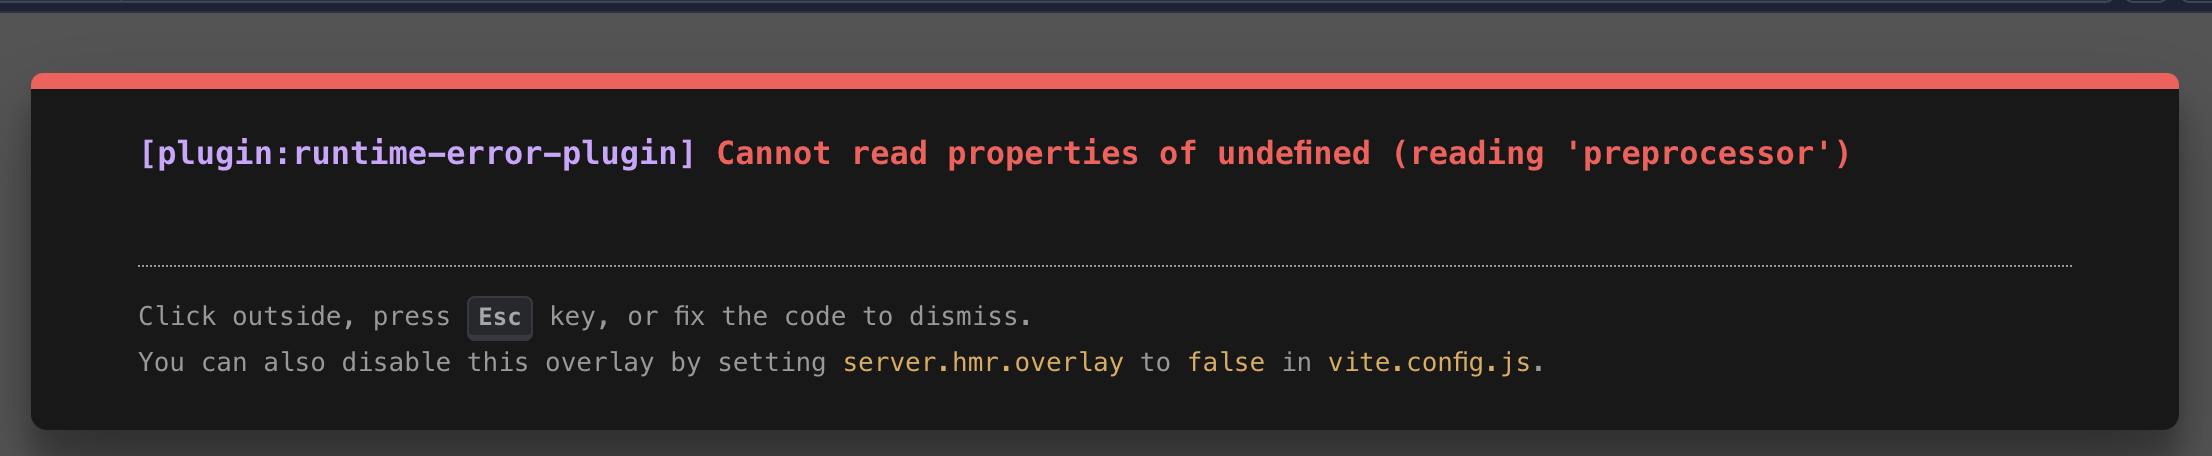 [plugin:runtime-error-plugin] Cannot read properties of undefined (reading 'preprocessor')
Click outside, press Esc key, or fix the code to dismiss.
You can also disable this overlay by setting server.hmr.overlay to false in vite.config.js.